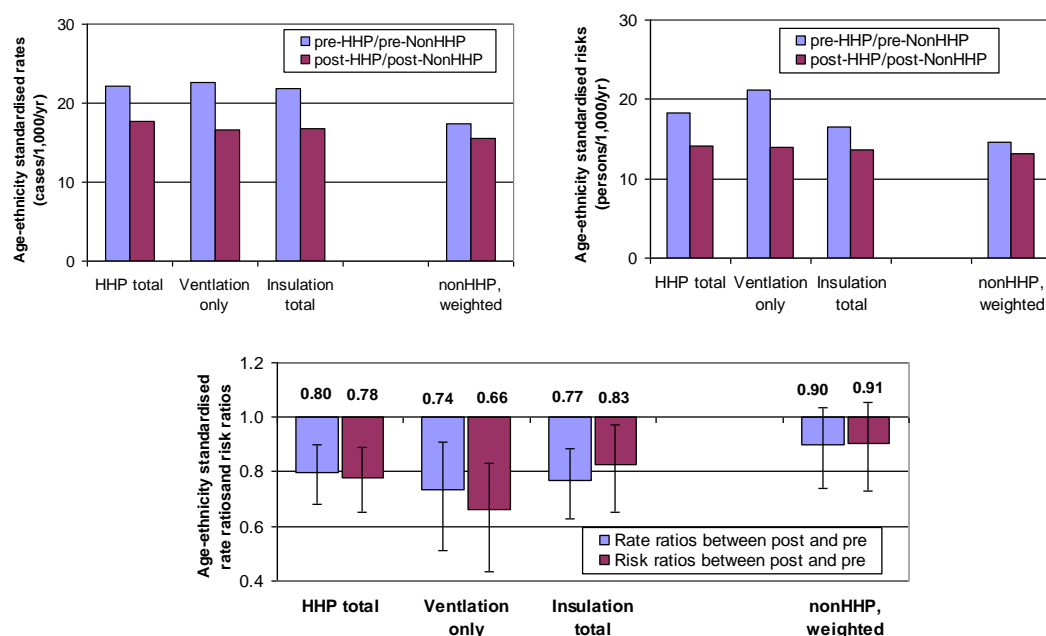 Age-ethnicity standardised rates
(cases/1,000/yr)
30
20
10
0
pre-HHP/pre-NonHHP
post-HHP/post-NonHHP
HHP total
Ventlation
only
Insulation
total
nonHHP,
weighted
Age-ethnicity standardised risks
(persons/1,000/yr)
30
20
10
0
pre-HHP/pre-NonHHP
post-HHP/post-NonHHP
HHP total
Ventlation
only
Insulation
total
nonHHP,
weighted
Age-ethnicity standardised
rate ratiosand risk ratios
1.2
1.0
0.8
0.6
0.4
0.80 0.78 0.74 0.66 0.77 0.83 0.90 0.91
Rate ratios between post and pre
Risk ratios between post and pre
HHP total
Ventlation
only
Insulation
total
nonHHP,
weighted